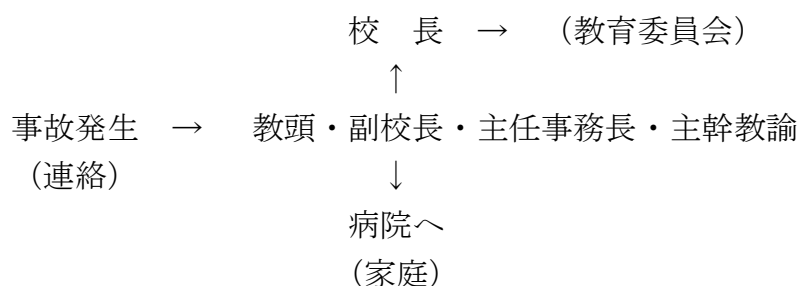 校　長　→　（教育委員会）
↑
事故発生　→　教頭・副校長・主任事務長・主幹教諭
（連絡）　↓
病院へ
（家庭）